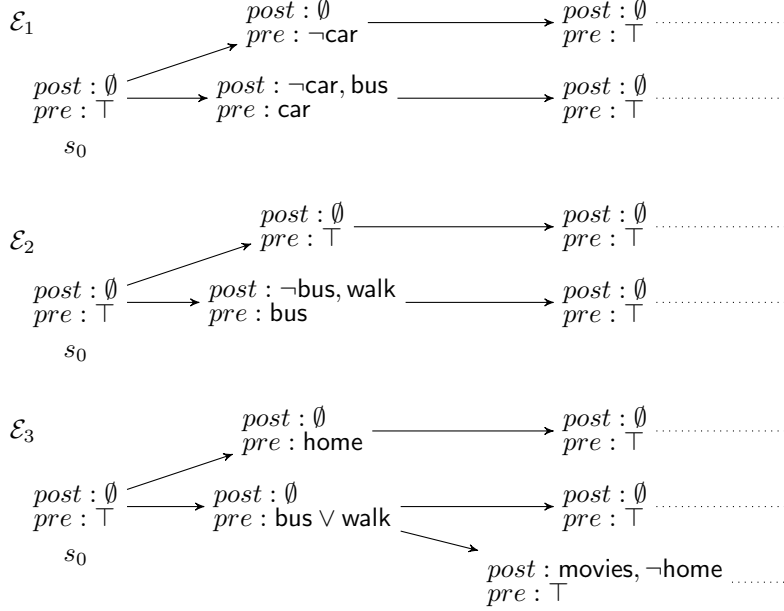 ℰ₁
post : ∅
pre : ¬car
post : ∅
pre : ⊤
post : ∅
pre : ⊤
s₀
post : ¬car, bus
pre : car
post : ∅
pre : ⊤
ℰ₂
post : ∅
pre : ⊤
post : ∅
pre : ⊤
post : ∅
pre : ⊤
s₀
post : ¬bus, walk
pre : bus
post : ∅
pre : ⊤
ℰ₃
post : ∅
pre : home
post : ∅
pre : ⊤
post : ∅
pre : ⊤
s₀
post : ∅
pre : bus ∨ walk
post : ∅
pre : ⊤
post : movies, ¬home
pre : ⊤